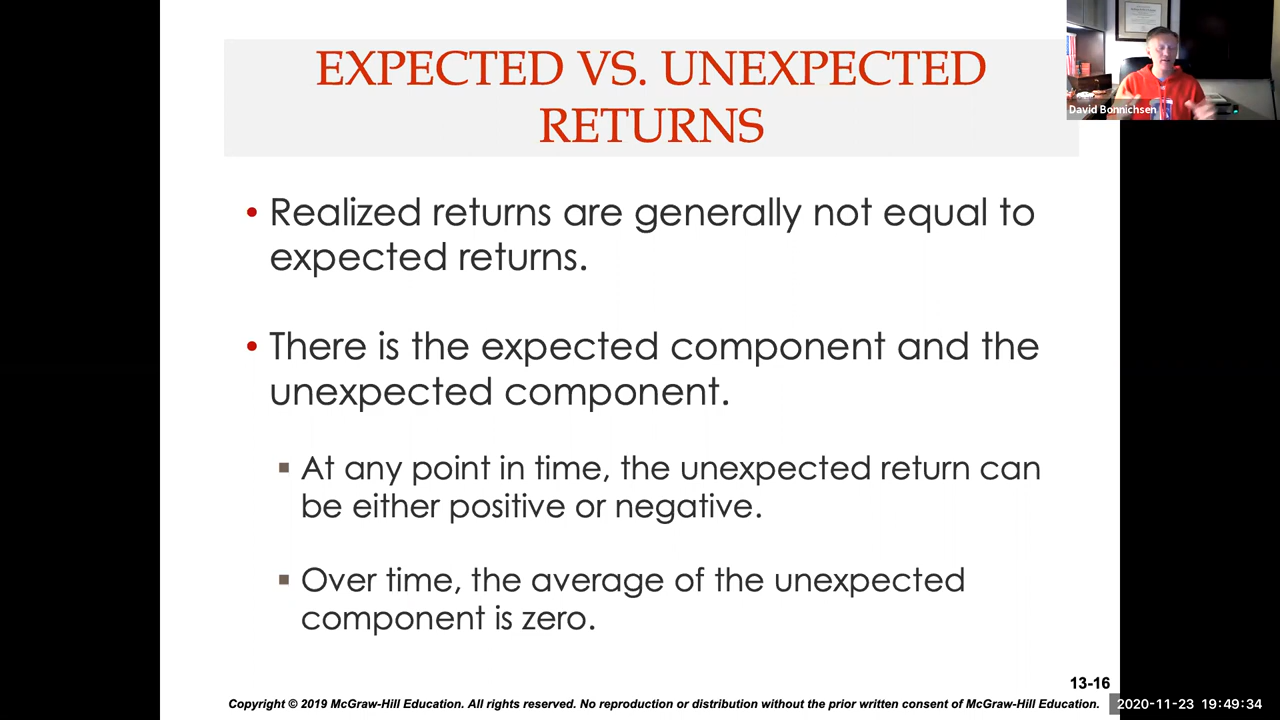 EXPECTED VS. UNEXPECTED
RETURNS
David Bonnichsen
• Realized returns are generally not equal to
expected returns.
• There is the expected component and the
unexpected component.
▪ At any point in time, the unexpected return can
be either positive or negative.
▪ Over time, the average of the unexpected
component is zero.
13-16
Copyright © 2019 McGraw-Hill Education. All rights reserved. No reproduction or distribution without the prior written consent of McGraw-Hill Education.
2020-11-23 19:49:34